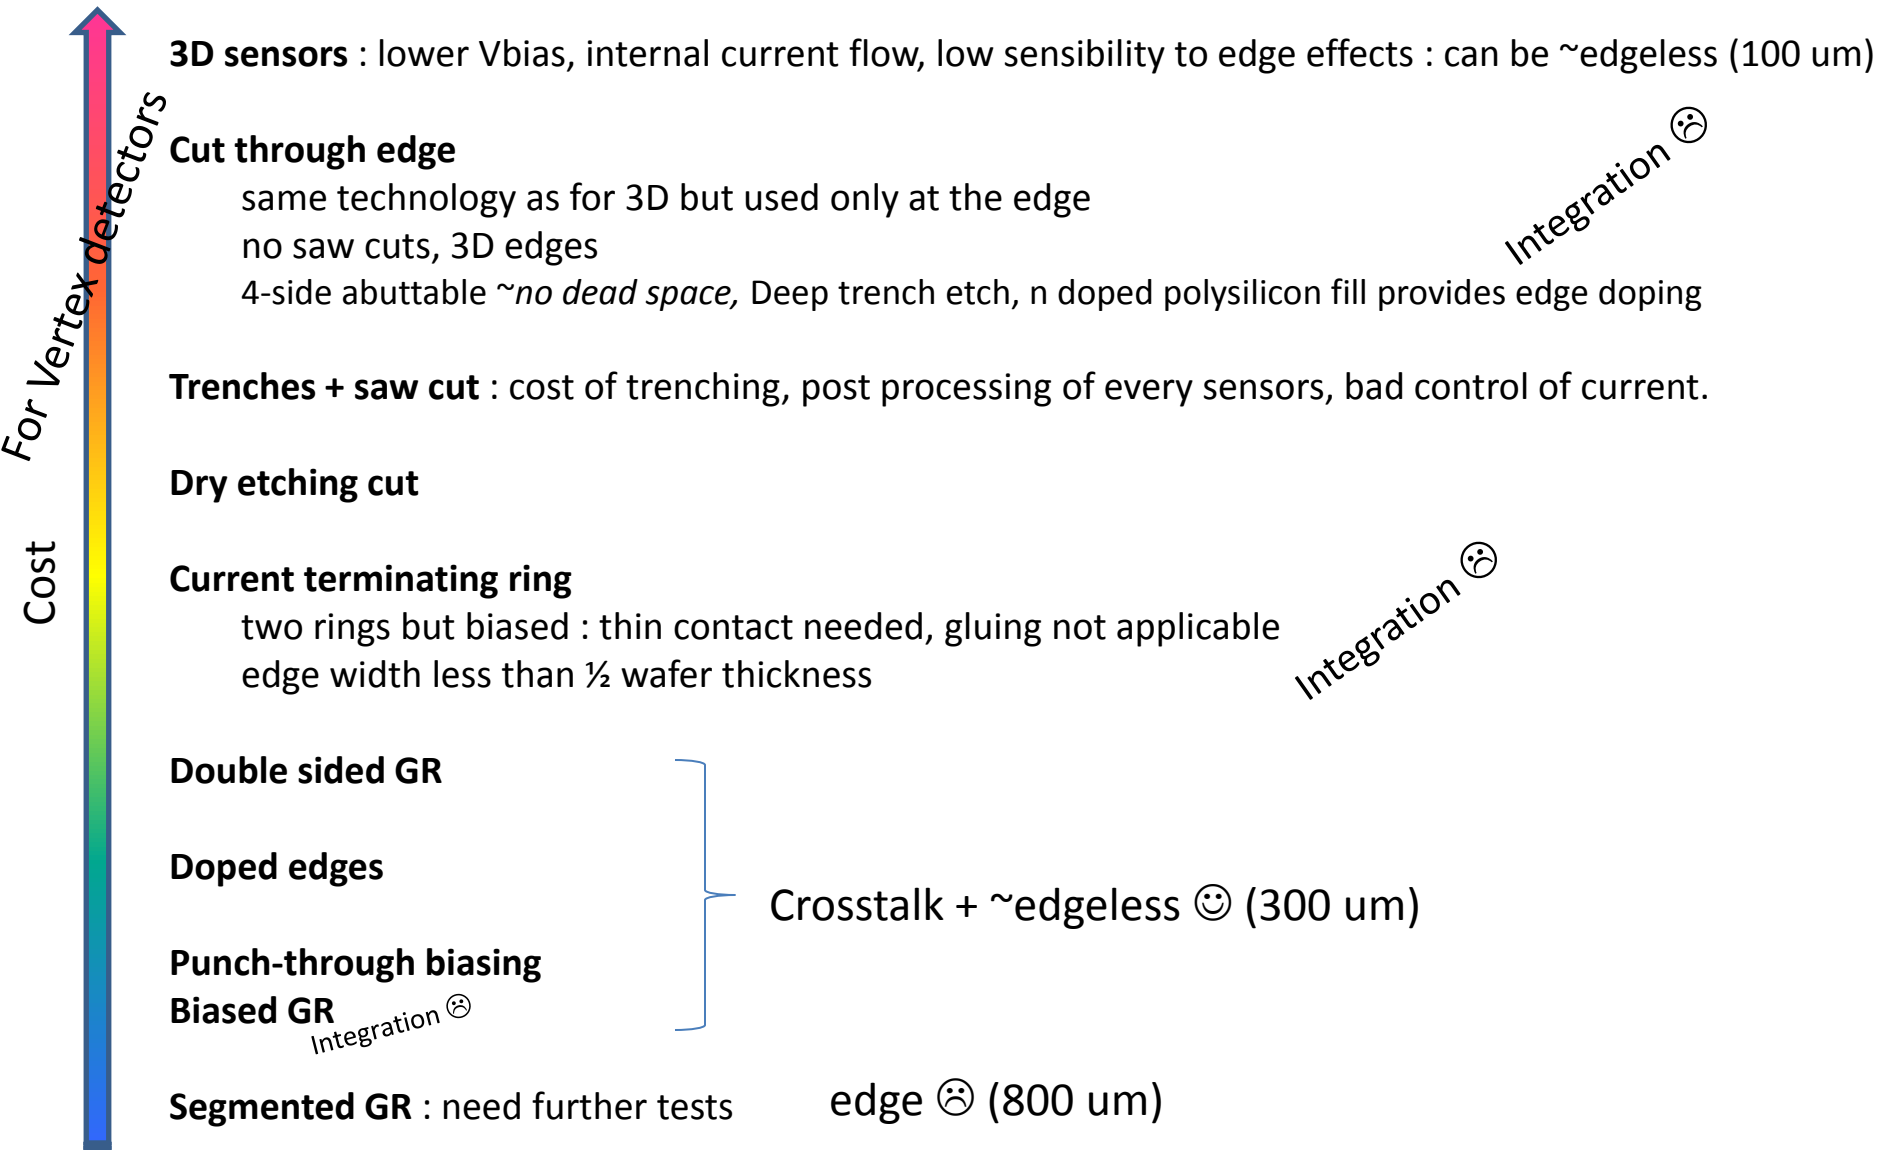 3D sensors : lower Vbias, internal current flow, low sensibility to edge effects : can be ~edgeless (100 um)
For Vertex detectors
Cut through edge
Integration ☹
same technology as for 3D but used only at the edge
no saw cuts, 3D edges
4-side abuttable ~no dead space, Deep trench etch, n doped polysilicon fill provides edge doping
Trenches + saw cut : cost of trenching, post processing of every sensors, bad control of current.
Dry etching cut
Cost
Current terminating ring
Integration ☹
two rings but biased : thin contact needed, gluing not applicable
edge width less than ½ wafer thickness
Double sided GR
Doped edges
Crosstalk + ~edgeless ☺ (300 um)
Punch-through biasing
Biased GR
Integration ☹
Segmented GR : need further tests
edge ☹ (800 um)